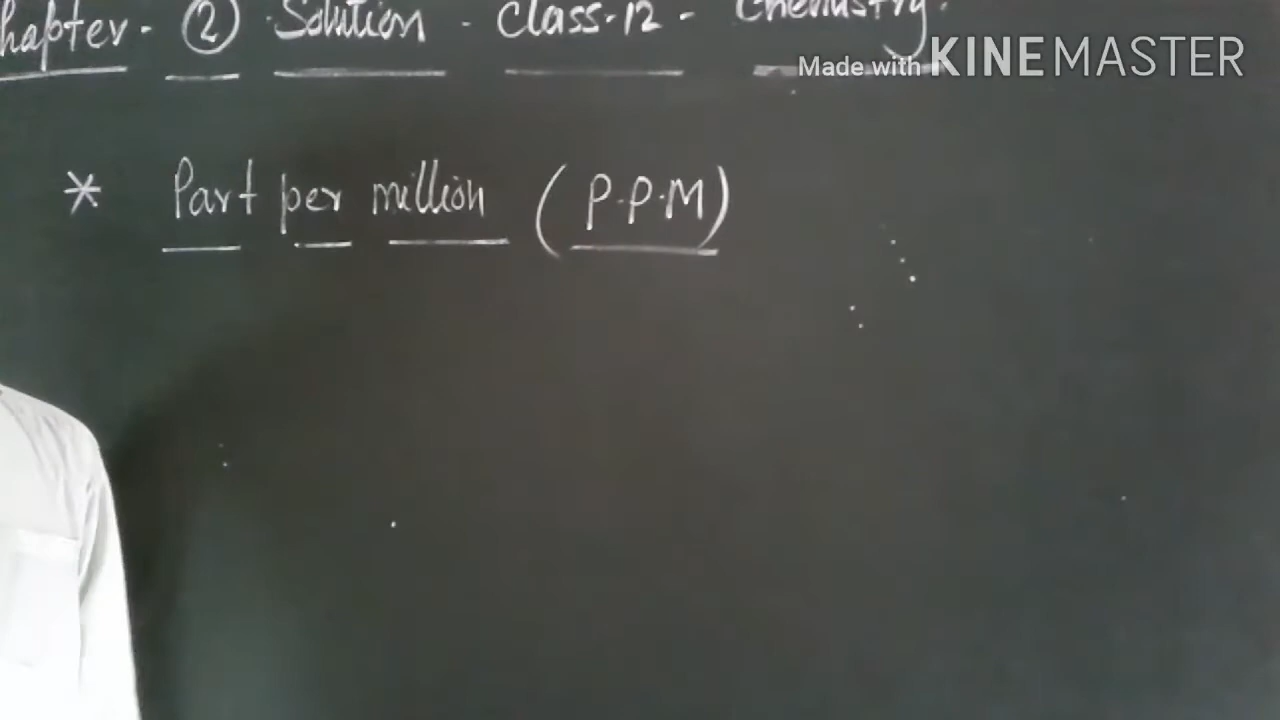 hapter - 2 Solution - Class-12 - Chemistry.
Made with KINEMASTER
* Part per million (P.P.M)